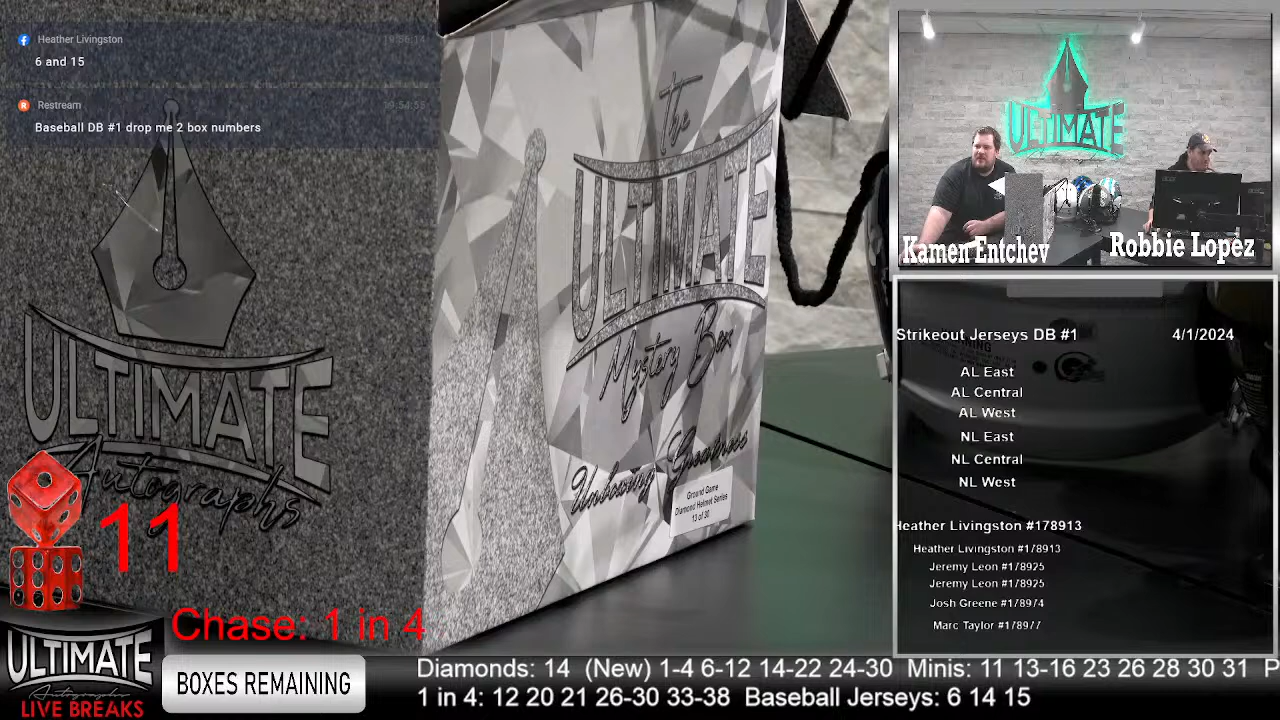 Heather Livingston 19:56:14
6 and 15
Restream 19:54:55
Baseball DB #1 drop me 2 box numbers
ULTIMATE
Autographs
the
ULTIMATE
Mystery Box
Unboxing Greatness
Ground Game
Diamond Helmet Series
13 of 30
11
Chase: 1 in 4
ULTIMATE
Autographs
LIVE BREAKS
BOXES REMAINING
Diamonds: 14 (New) 1-4 6-12 14-22 24-30 Minis: 11 13-16 23 26 28 30 31 P
1 in 4: 12 20 21 26-30 33-38 Baseball Jerseys: 6 14 15
ULTIMATE
Kamen Entchev
Robbie Lopez
Strikeout Jerseys DB #1 4/1/2024
AL East
AL Central
AL West
NL East
NL Central
NL West
Heather Livingston #178913
Heather Livingston #178913
Jeremy Leon #178925
Jeremy Leon #178925
Josh Greene #178974
Marc Taylor #178977